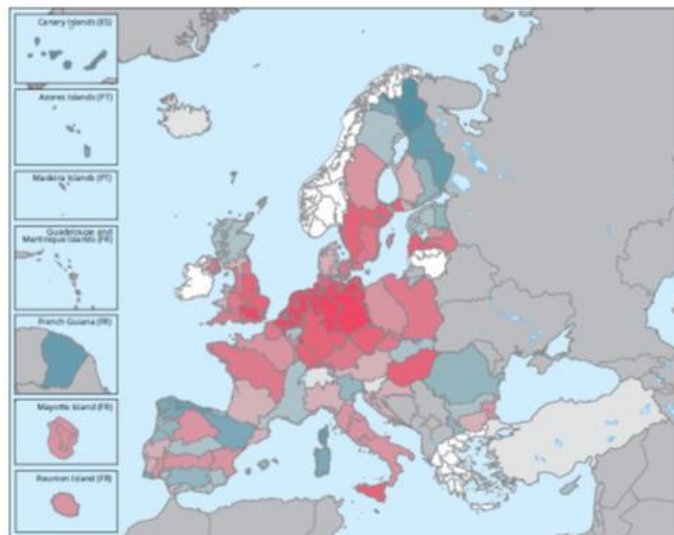 Canary Islands (ES)
Azores Islands (PT)
Madeira Islands (PT)
Guadeloupe and
Martinique Islands (FR)
French Guiana (FR)
Mayotte Island (FR)
Reunion Island (FR)